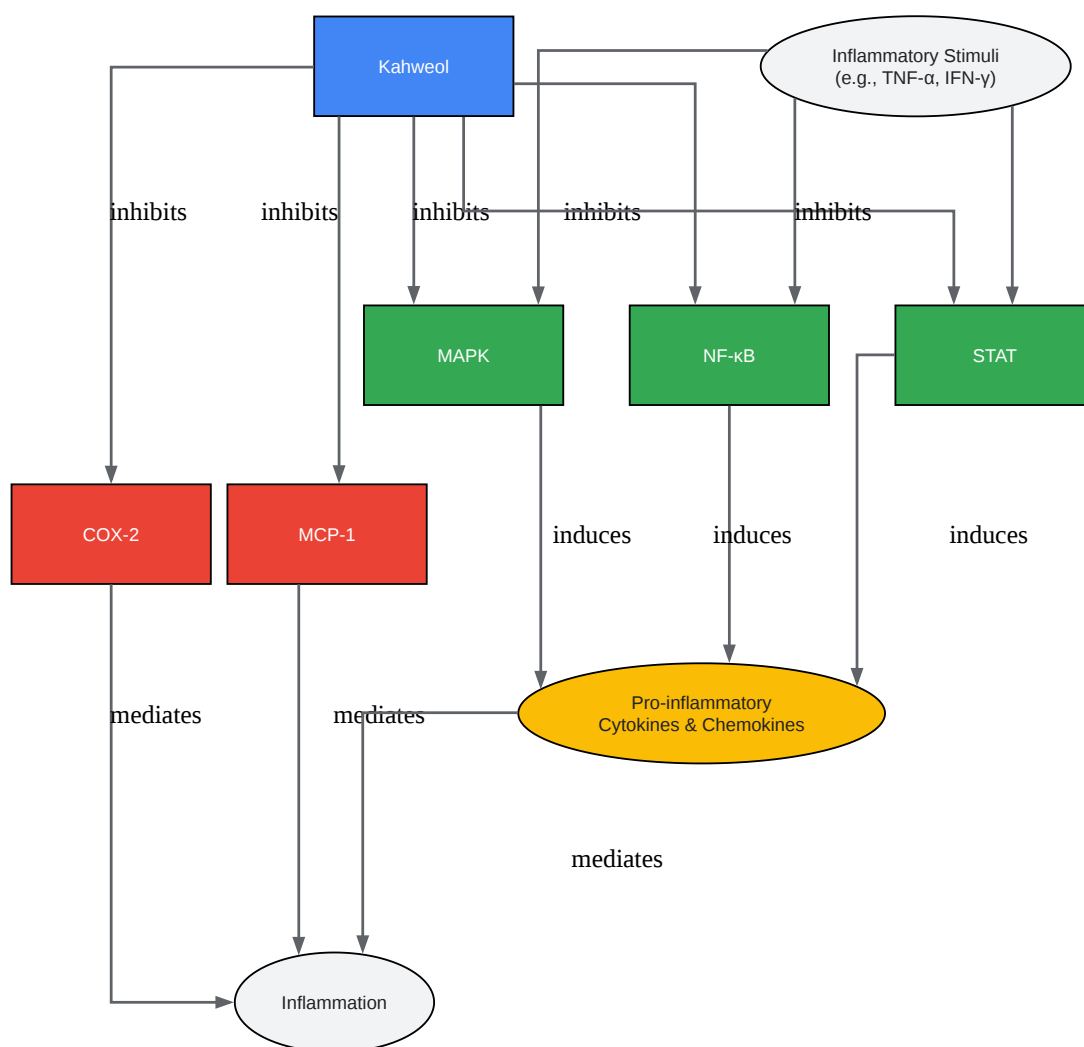 Kahweol
Inflammatory Stimuli
(e.g., TNF-α, IFN-γ)
inhibits
inhibits
inhibits
inhibits
inhibits
MAPK
NF-κB
STAT
COX-2
MCP-1
induces
induces
induces
Pro-inflammatory
Cytokines & Chemokines
mediates
mediates
mediates
Inflammation